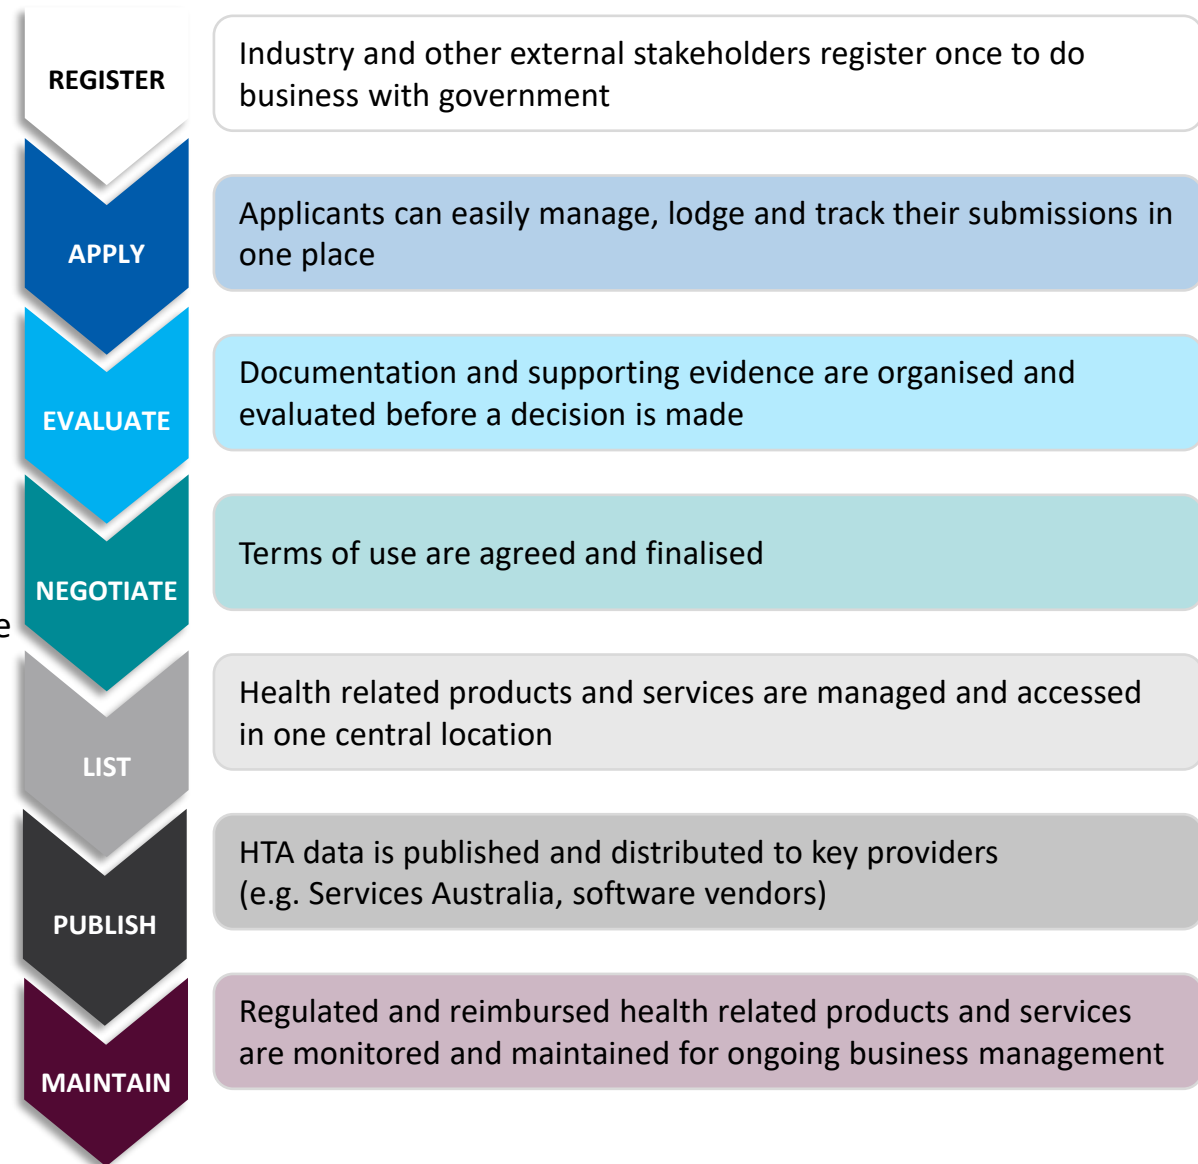 REGISTER
Industry and other external stakeholders register once to do
business with government
APPLY
Applicants can easily manage, lodge and track their submissions in
one place
EVALUATE
Documentation and supporting evidence are organised and
evaluated before a decision is made
NEGOTIATE
Terms of use are agreed and finalised
e
LIST
Health related products and services are managed and accessed
in one central location
PUBLISH
HTA data is published and distributed to key providers
(e.g. Services Australia, software vendors)
MAINTAIN
Regulated and reimbursed health related products and services
are monitored and maintained for ongoing business management